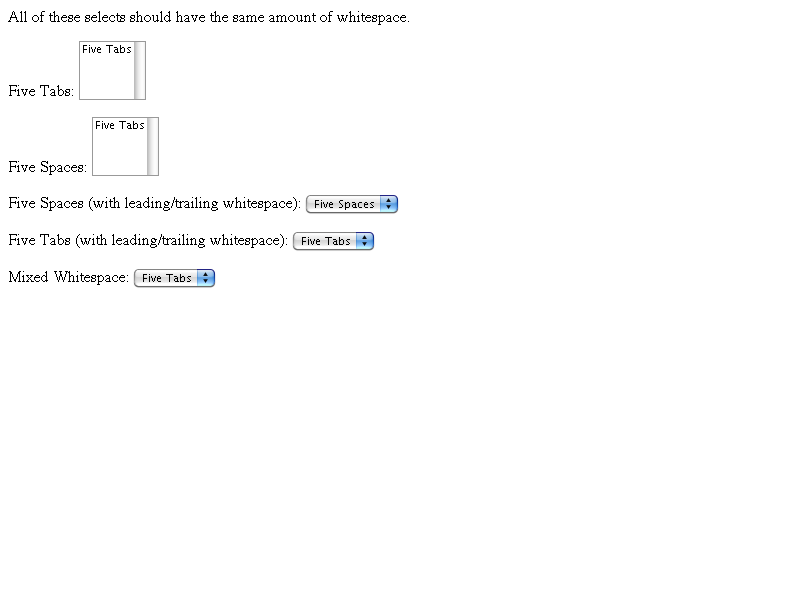 All of these selects should have the same amount of whitespace.
Five Tabs
Five Tabs:
Five Tabs
Five Spaces:
Five Spaces (with leading/trailing whitespace): Five Spaces
Five Tabs (with leading/trailing whitespace): Five Tabs
Mixed Whitespace: Five Tabs